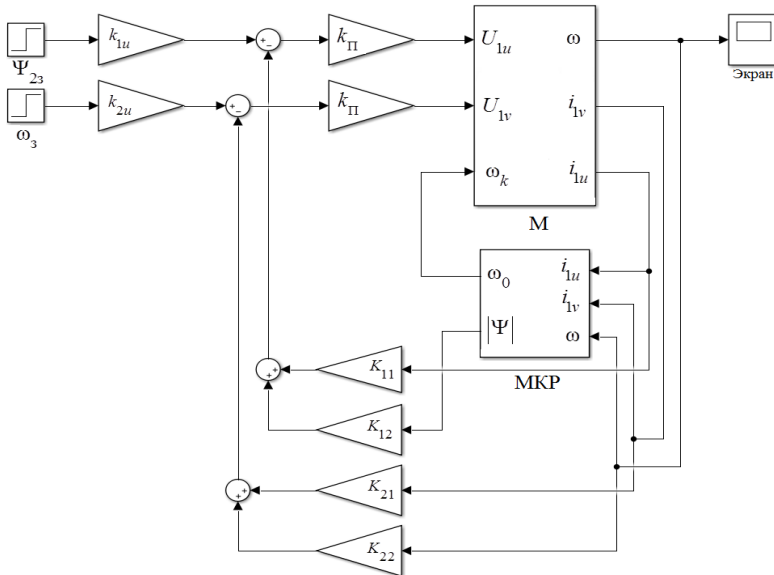 Ψ2з
k1u
+
−
kП
U1u
ω
Экран
ωз
k2u
+
−
kП
U1v
i1v
ωk
i1u
М
ω0
i1u
i1v
|Ψ|
ω
МКР
K11
+
+
K12
K21
+
+
K22